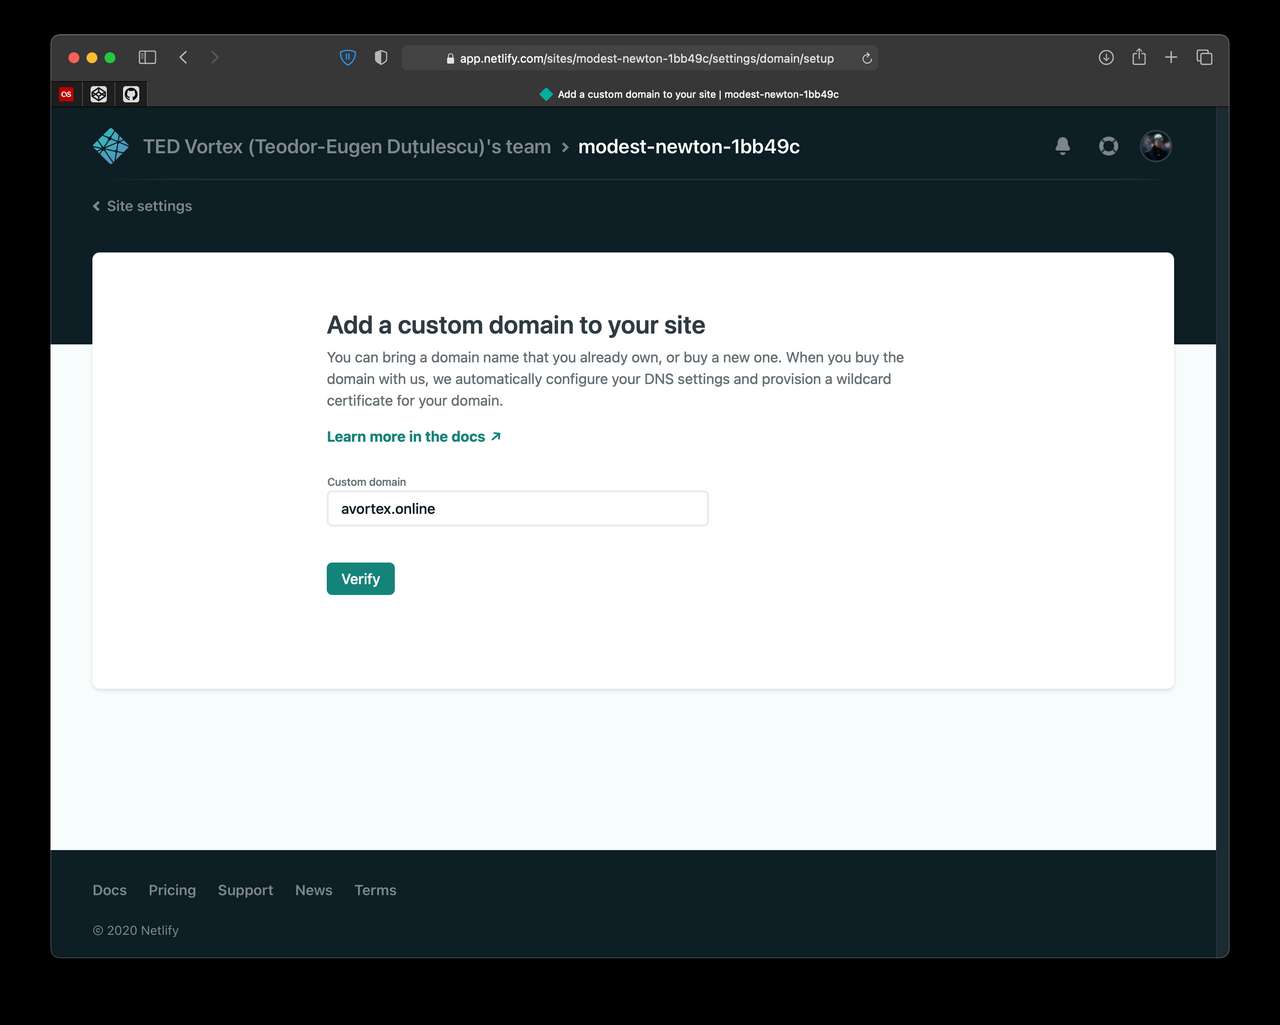 app.netlify.com/sites/modest-newton-1bb49c/settings/domain/setup
OS
Add a custom domain to your site | modest-newton-1bb49c
TED Vortex (Teodor-Eugen Duțulescu)'s team > modest-newton-1bb49c
Site settings
Add a custom domain to your site
You can bring a domain name that you already own, or buy a new one. When you buy the
domain with us, we automatically configure your DNS settings and provision a wildcard
certificate for your domain.
Learn more in the docs ↗
Custom domain
avortex.online
Verify
Docs Pricing Support News Terms
© 2020 Netlify